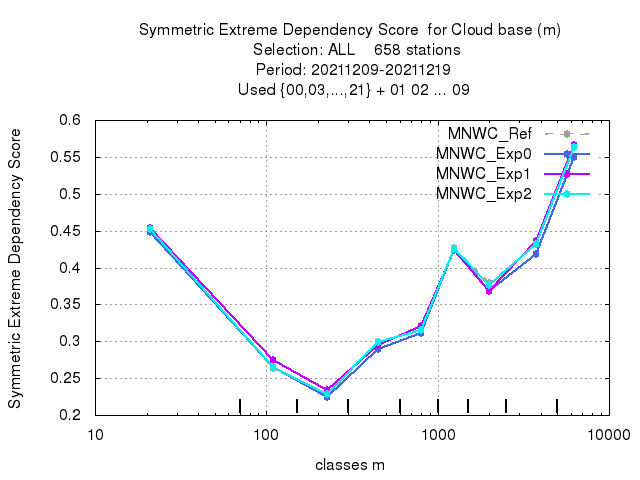 Symmetric Extreme Dependency Score  for Cloud base (m)
Selection: ALL    658 stations
Period: 20211209-20211219
Used {00,03,...,21} + 01 02 ... 09
Symmetric Extreme Dependency Score
0.6
0.55
0.5
0.45
0.4
0.35
0.3
0.25
0.2
MNWC_Ref
MNWC_Exp0
MNWC_Exp1
MNWC_Exp2
10 100 1000 10000
classes m